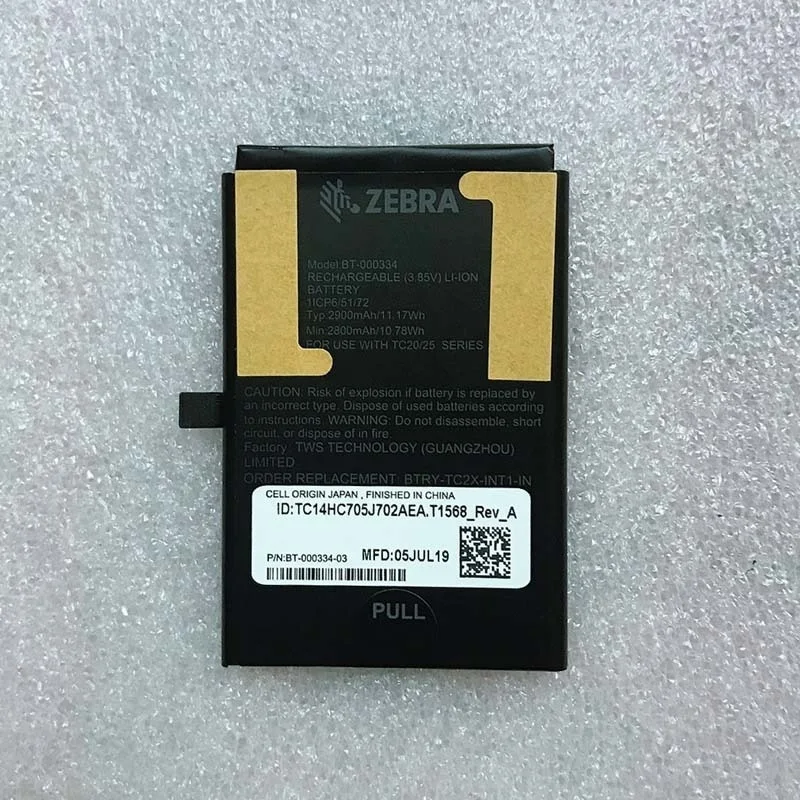 ZEBRA
Model:BT-000334
RECHARGEABLE (3.85V) LI-ION
BATTERY
1ICP6/51/72
Typ:2900mAh/11.17Wh
Min:2800mAh/10.78Wh
FOR USE WITH TC20/25 SERIES
CAUTION: Risk of explosion if battery is replaced by
an incorrect type. Dispose of used batteries according
to instructions. WARNING: Do not disassemble, short
circuit, or dispose of in fire.
Factory: TWS TECHNOLOGY (GUANGZHOU)
LIMITED
ORDER REPLACEMENT: BTRY-TC2X-INT1-IN
CELL ORIGIN JAPAN , FINISHED IN CHINA
ID:TC14HC705J702AEA.T1568_Rev_A
P/N:BT-000334-03 MFD:05JUL19
PULL